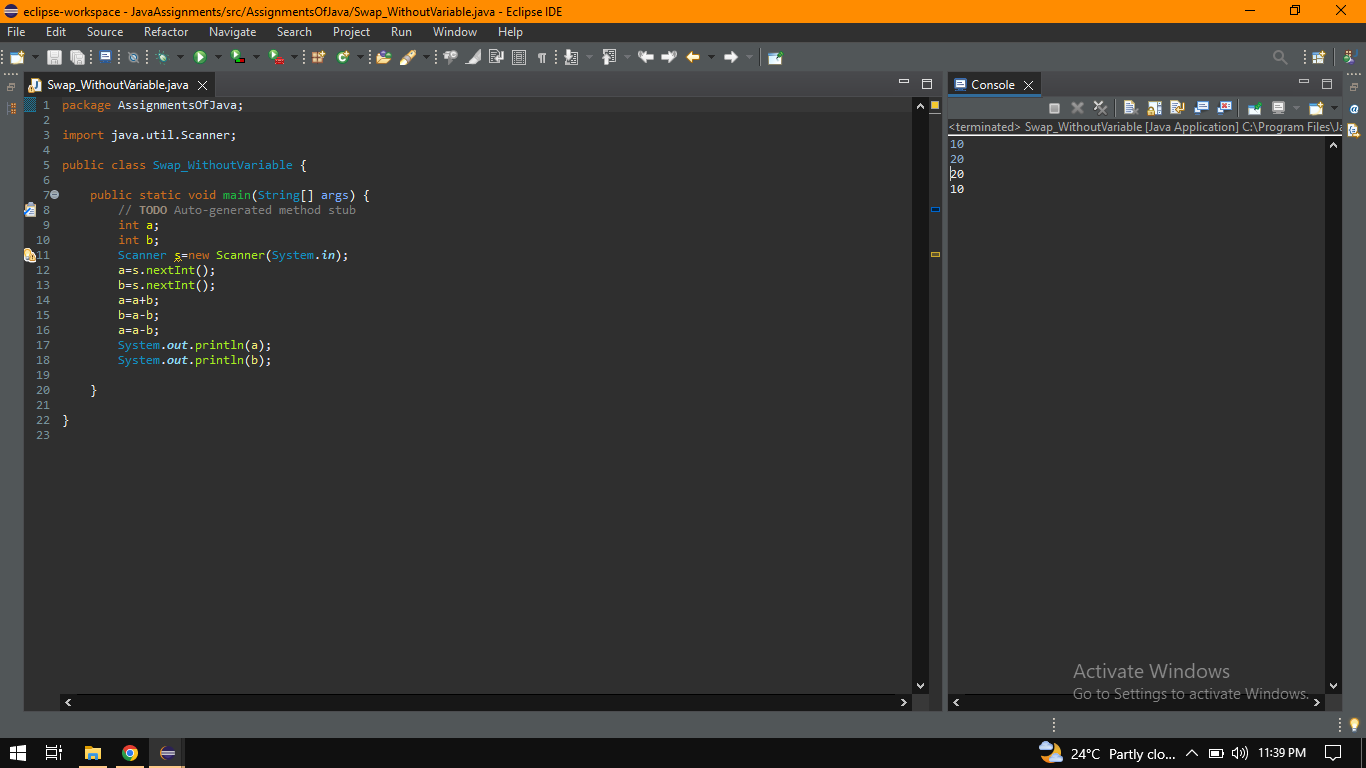 eclipse-workspace - JavaAssignments/src/AssignmentsOfJava/Swap_WithoutVariable.java - Eclipse IDE
File Edit Source Refactor Navigate Search Project Run Window Help
Swap_WithoutVariable.java
1 package AssignmentsOfJava;
2
3 import java.util.Scanner;
4
5 public class Swap_WithoutVariable {
6
7 public static void main(String[] args) {
8 // TODO Auto-generated method stub
9 int a;
10 int b;
11 Scanner s=new Scanner(System.in);
12 a=s.nextInt();
13 b=s.nextInt();
14 a=a+b;
15 b=a-b;
16 a=a-b;
17 System.out.println(a);
18 System.out.println(b);
19
20 }
21
22 }
23
Console
<terminated> Swap_WithoutVariable [Java Application] C:\Program Files\Ja
10
20
20
10
Activate Windows
Go to Settings to activate Windows.
24°C Partly clo... 11:39 PM